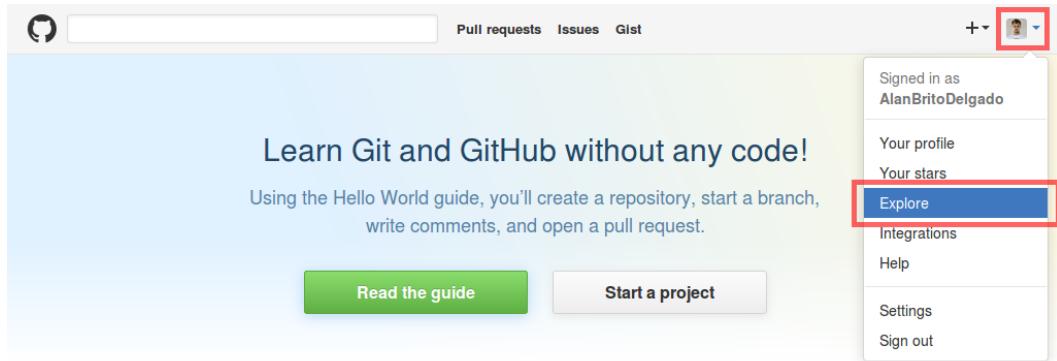 Pull requests Issues Gist
Signed in as
AlanBritoDelgado
Your profile
Your stars
Explore
Integrations
Help
Settings
Sign out
Learn Git and GitHub without any code!
Using the Hello World guide, you’ll create a repository, start a branch,
write comments, and open a pull request.
Read the guide Start a project